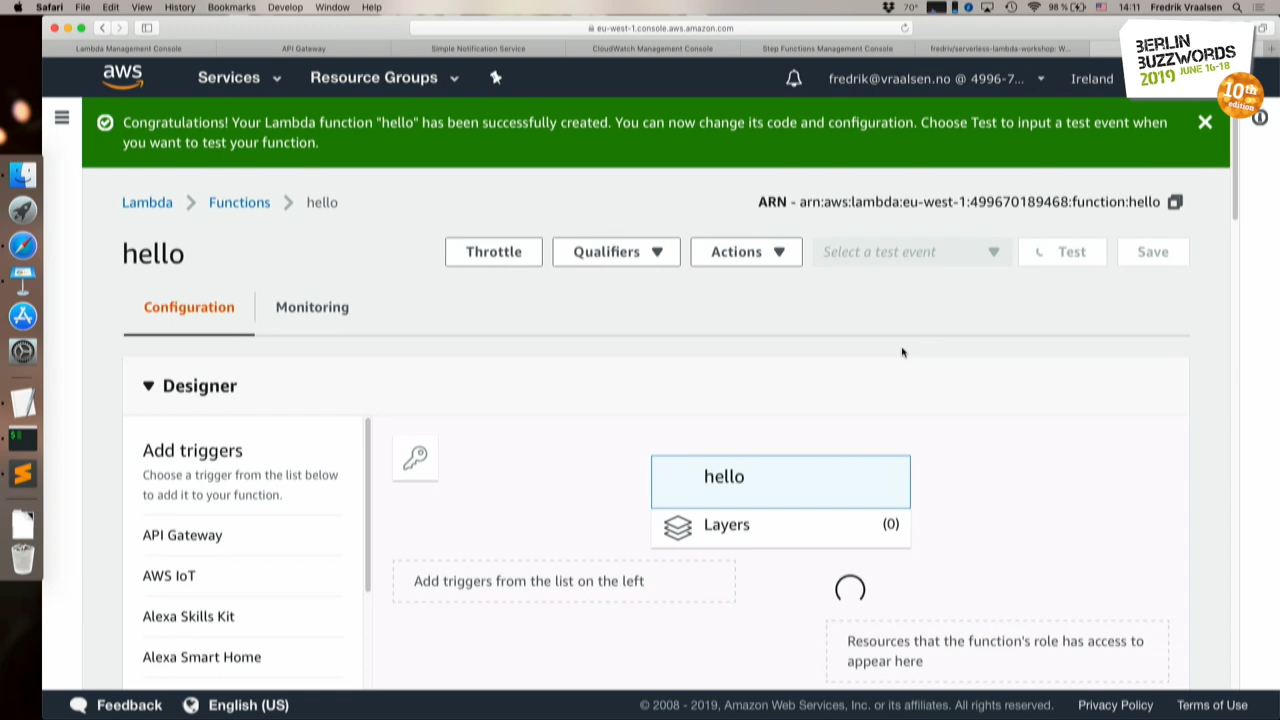 Safari File Edit View History Bookmarks Develop Window Help
70° 98 % 14:11 Fredrik Vraalsen
eu-west-1.console.aws.amazon.com
Lambda Management Console API Gateway Simple Notification Service CloudWatch Management Console Step Functions Management Console fredriv/serverless-lambda-workshop: W...
BERLIN
BUZZWORDS
2019 JUNE 16-18
10th
edition
aws Services Resource Groups fredrik@vraalsen.no @ 4996-7... Ireland
Congratulations! Your Lambda function "hello" has been successfully created. You can now change its code and configuration. Choose Test to input a test event when
you want to test your function.
Lambda Functions hello
ARN - arn:aws:lambda:eu-west-1:499670189468:function:hello
hello
Throttle Qualifiers Actions Select a test event Test Save
Configuration Monitoring
Designer
Add triggers
Choose a trigger from the list below
to add it to your function.
API Gateway
AWS IoT
Alexa Skills Kit
Alexa Smart Home
hello
Layers (0)
Add triggers from the list on the left
Resources that the function's role has access to
appear here
Feedback English (US)
© 2008 - 2019, Amazon Web Services, Inc. or its affiliates. All rights reserved. Privacy Policy Terms of Use